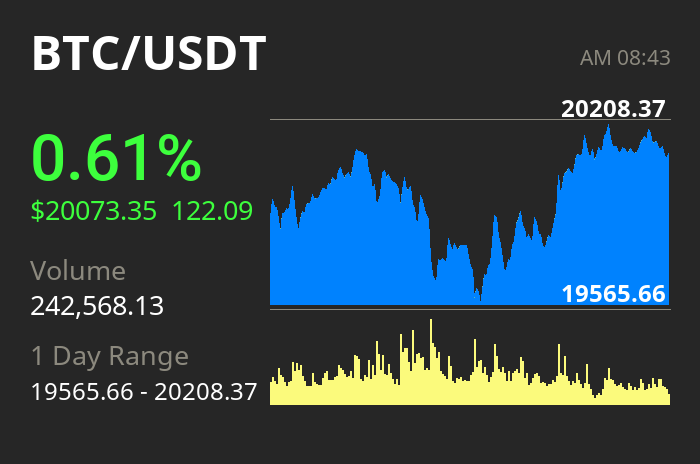 BTC/USDT
AM 08:43
20208.37
0.61%
$20073.35 122.09
Volume
242,568.13
19565.66
1 Day Range
19565.66 - 20208.37